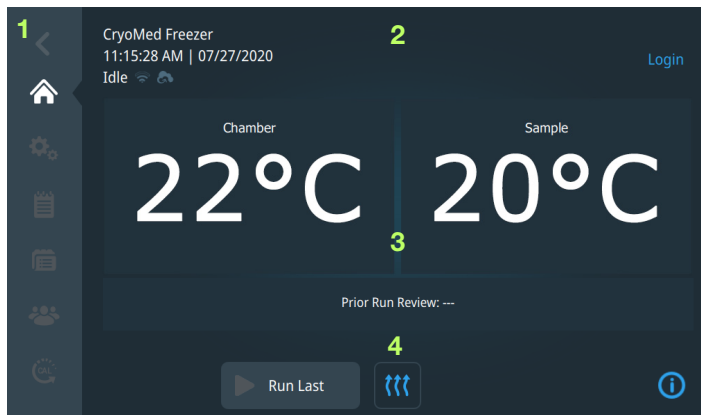 1
CryoMed Freezer
2
11:15:28 AM | 07/27/2020
Login
Idle
Chamber
Sample
22°C
20°C
3
Prior Run Review: ---
4
CAL
Run Last